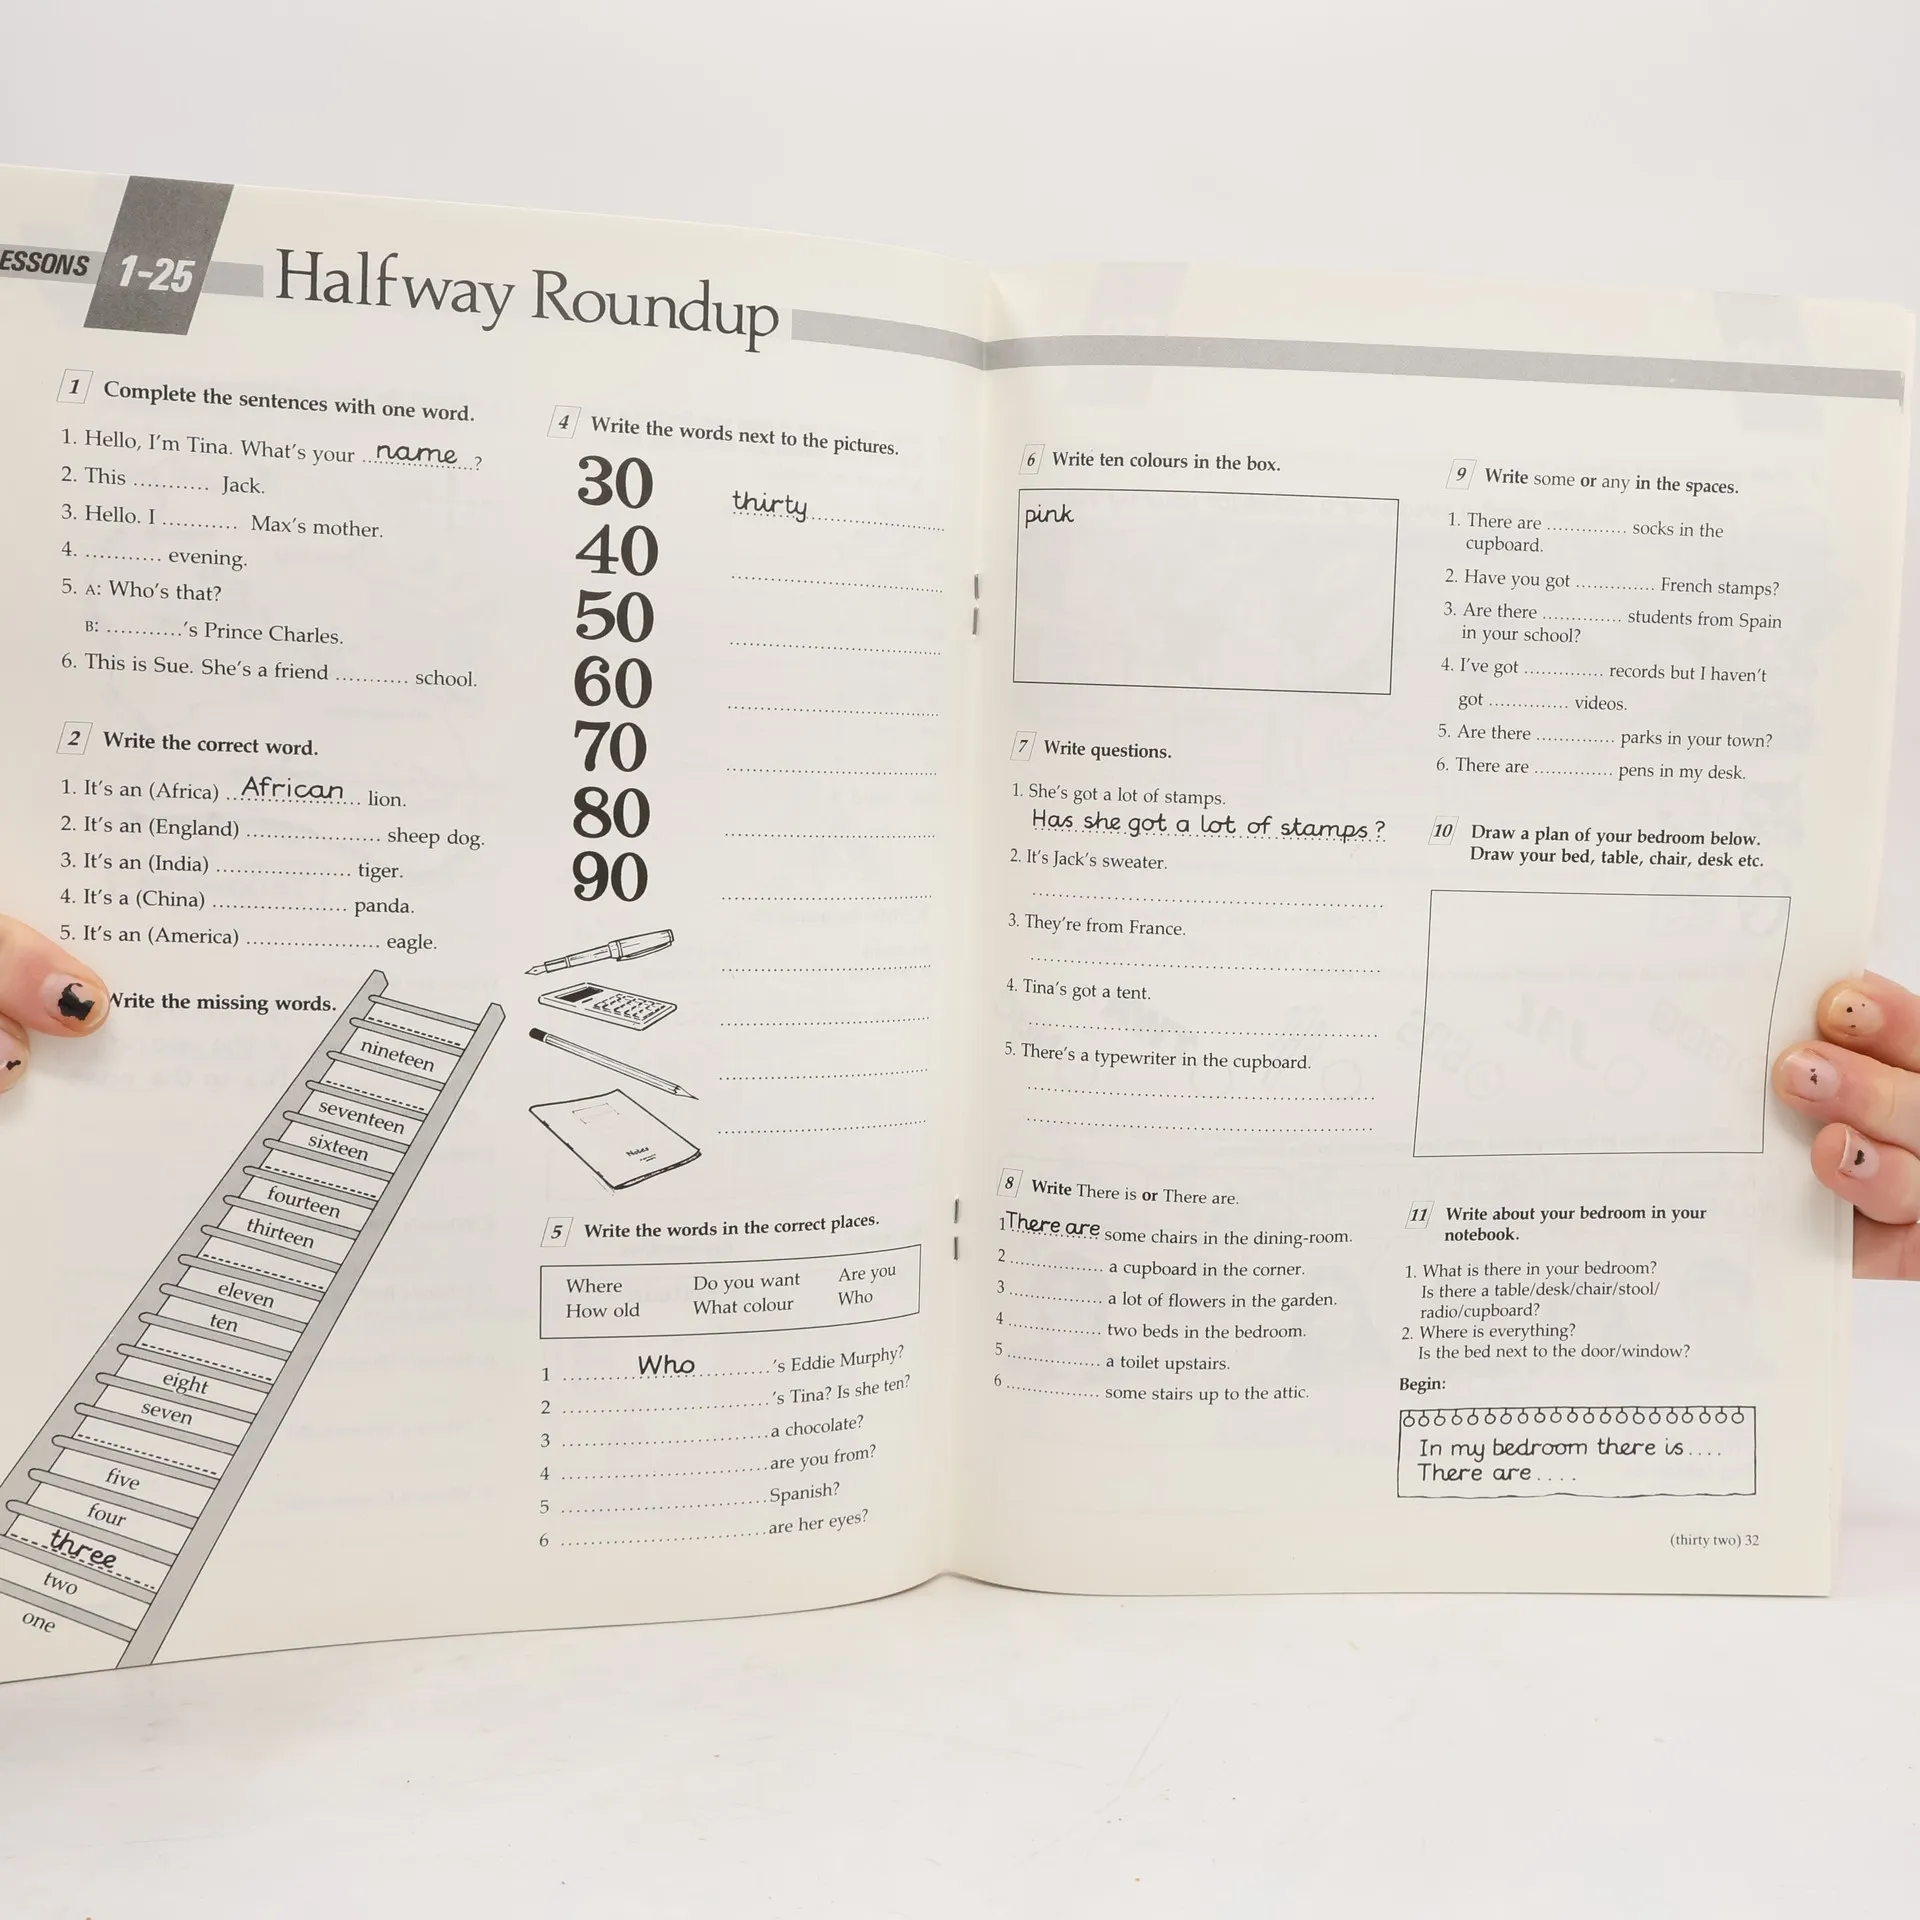 ESSONS 1-25 Halfway Roundup
1 Complete the sentences with one word.
1. Hello, I'm Tina. What's your ...name...?
2. This ........... Jack.
3. Hello. I ........... Max's mother.
4. ........... evening.
5. A: Who's that?
B: ...........'s Prince Charles.
6. This is Sue. She's a friend ........... school.
2 Write the correct word.
1. It's an (Africa) ...African... lion.
2. It's an (England) .................... sheep dog.
3. It's an (India) .................... tiger.
4. It's a (China) .................... panda.
5. It's an (America) .................... eagle.
Write the missing words.
nineteen
seventeen
sixteen
fourteen
thirteen
eleven
ten
eight
seven
five
four
three
two
one
4 Write the words next to the pictures.
30 thirty
40
50
60
70
80
90
Notes
5 Write the words in the correct places.
Where Do you want Are you
How old What colour Who
1 ...........Who...........'s Eddie Murphy?
2 ..............................'s Tina? Is she ten?
3 ..............................a chocolate?
4 ..............................are you from?
5 ..............................Spanish?
6 ..............................are her eyes?
6 Write ten colours in the box.
pink
7 Write questions.
1. She's got a lot of stamps.
Has she got a lot of stamps?
2. It's Jack's sweater.
3. They're from France.
4. Tina's got a tent.
5. There's a typewriter in the cupboard.
8 Write There is or There are.
1 There are some chairs in the dining-room.
2 ................ a cupboard in the corner.
3 ................ a lot of flowers in the garden.
4 ................ two beds in the bedroom.
5 ................ a toilet upstairs.
6 ................ some stairs up to the attic.
9 Write some or any in the spaces.
1. There are .............. socks in the
cupboard.
2. Have you got .............. French stamps?
3. Are there .............. students from Spain
in your school?
4. I've got .............. records but I haven't
got .............. videos.
5. Are there .............. parks in your town?
6. There are .............. pens in my desk.
10 Draw a plan of your bedroom below.
Draw your bed, table, chair, desk etc.
11 Write about your bedroom in your
notebook.
1. What is there in your bedroom?
Is there a table/desk/chair/stool/
radio/cupboard?
2. Where is everything?
Is the bed next to the door/window?
Begin:
In my bedroom there is....
There are....
(thirty two) 32